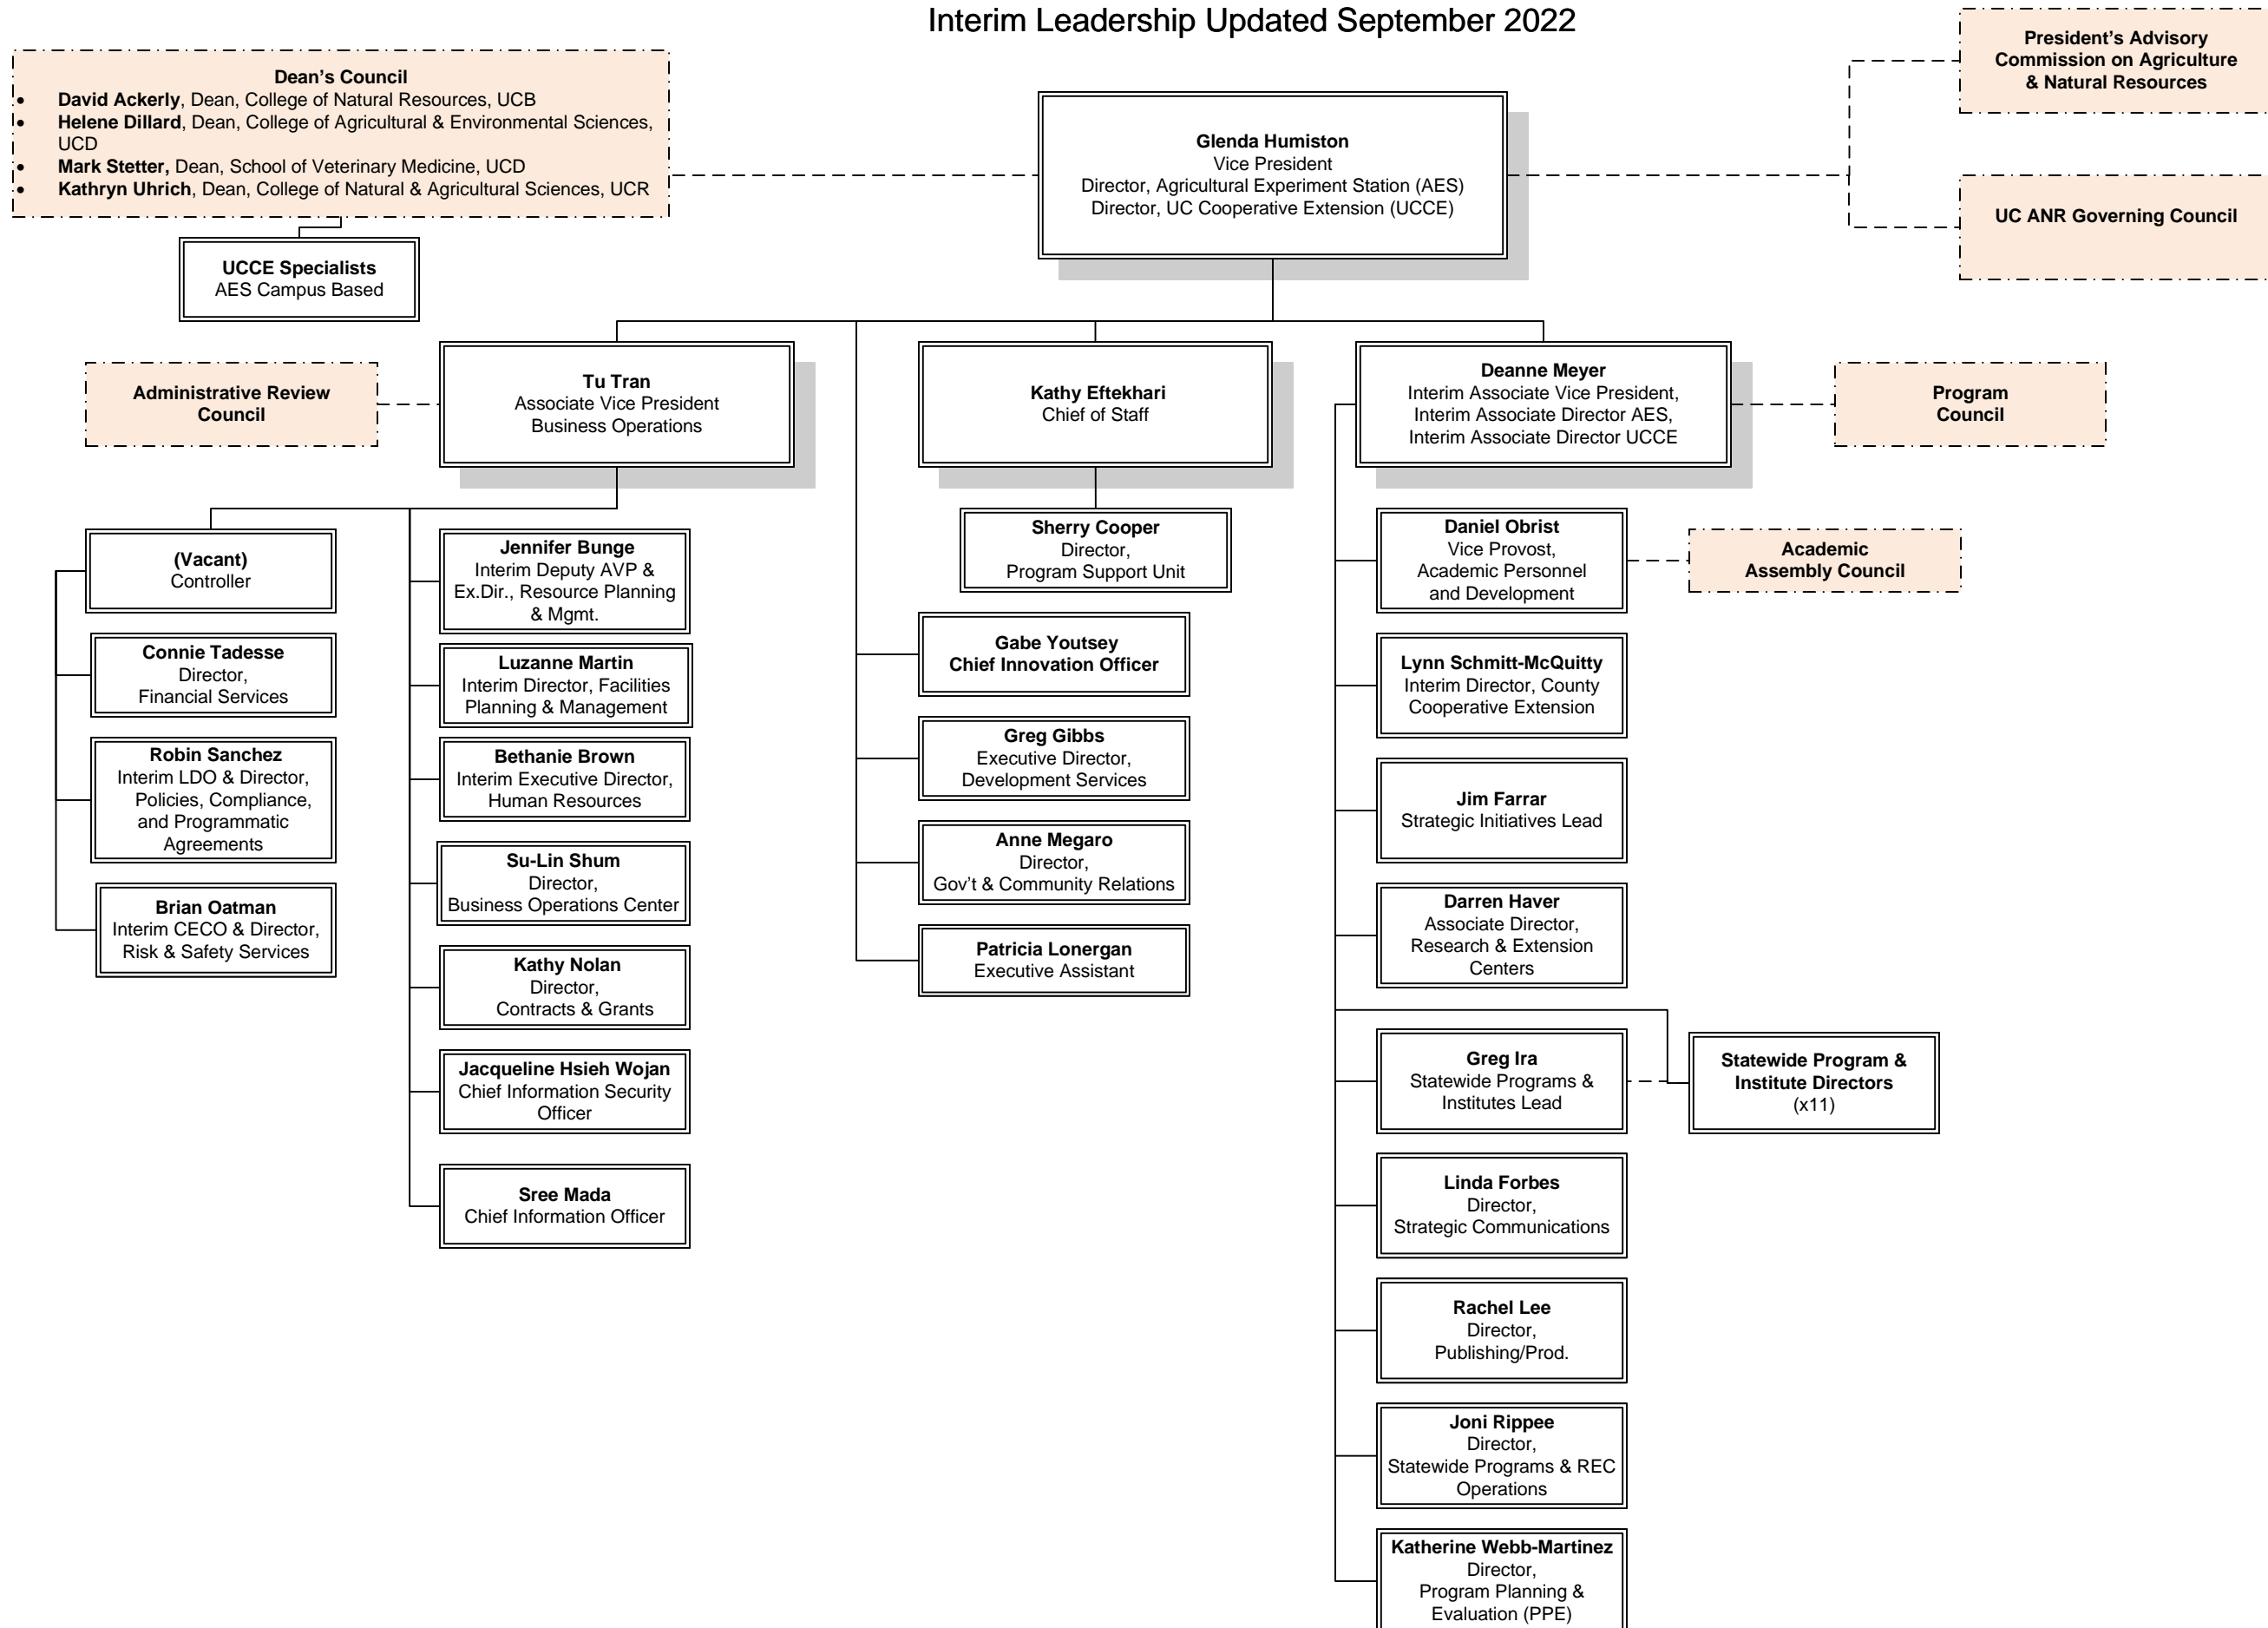 Interim Leadership Updated September 2022
Dean's Council
• David Ackerly, Dean, College of Natural Resources, UCB
• Helene Dillard, Dean, College of Agricultural & Environmental Sciences,
UCD
• Mark Stetter, Dean, School of Veterinary Medicine, UCD
• Kathryn Uhrich, Dean, College of Natural & Agricultural Sciences, UCR
Glenda Humiston
Vice President
Director, Agricultural Experiment Station (AES)
Director, UC Cooperative Extension (UCCE)
President's Advisory
Commission on Agriculture
& Natural Resources
UC ANR Governing Council
UCCE Specialists
AES Campus Based
Administrative Review
Council
Tu Tran
Associate Vice President
Business Operations
Kathy Eftekhari
Chief of Staff
Deanne Meyer
Interim Associate Vice President,
Interim Associate Director AES,
Interim Associate Director UCCE
Program
Council
(Vacant)
Controller
Connie Tadesse
Director,
Financial Services
Robin Sanchez
Interim LDO & Director,
Policies, Compliance,
and Programmatic
Agreements
Brian Oatman
Interim CECO & Director,
Risk & Safety Services
Jennifer Bunge
Interim Deputy AVP &
Ex.Dir., Resource Planning
& Mgmt.
Luzanne Martin
Interim Director, Facilities
Planning & Management
Bethanie Brown
Interim Executive Director,
Human Resources
Su-Lin Shum
Director,
Business Operations Center
Kathy Nolan
Director,
Contracts & Grants
Jacqueline Hsieh Wojan
Chief Information Security
Officer
Sree Mada
Chief Information Officer
Sherry Cooper
Director,
Program Support Unit
Gabe Youtsey
Chief Innovation Officer
Greg Gibbs
Executive Director,
Development Services
Anne Megaro
Director,
Gov't & Community Relations
Patricia Lonergan
Executive Assistant
Daniel Obrist
Vice Provost,
Academic Personnel
and Development
Academic
Assembly Council
Lynn Schmitt-McQuitty
Interim Director, County
Cooperative Extension
Jim Farrar
Strategic Initiatives Lead
Darren Haver
Associate Director,
Research & Extension
Centers
Greg Ira
Statewide Programs &
Institutes Lead
Statewide Program &
Institute Directors
(x11)
Linda Forbes
Director,
Strategic Communications
Rachel Lee
Director,
Publishing/Prod.
Joni Rippee
Director,
Statewide Programs & REC
Operations
Katherine Webb-Martinez
Director,
Program Planning &
Evaluation (PPE)